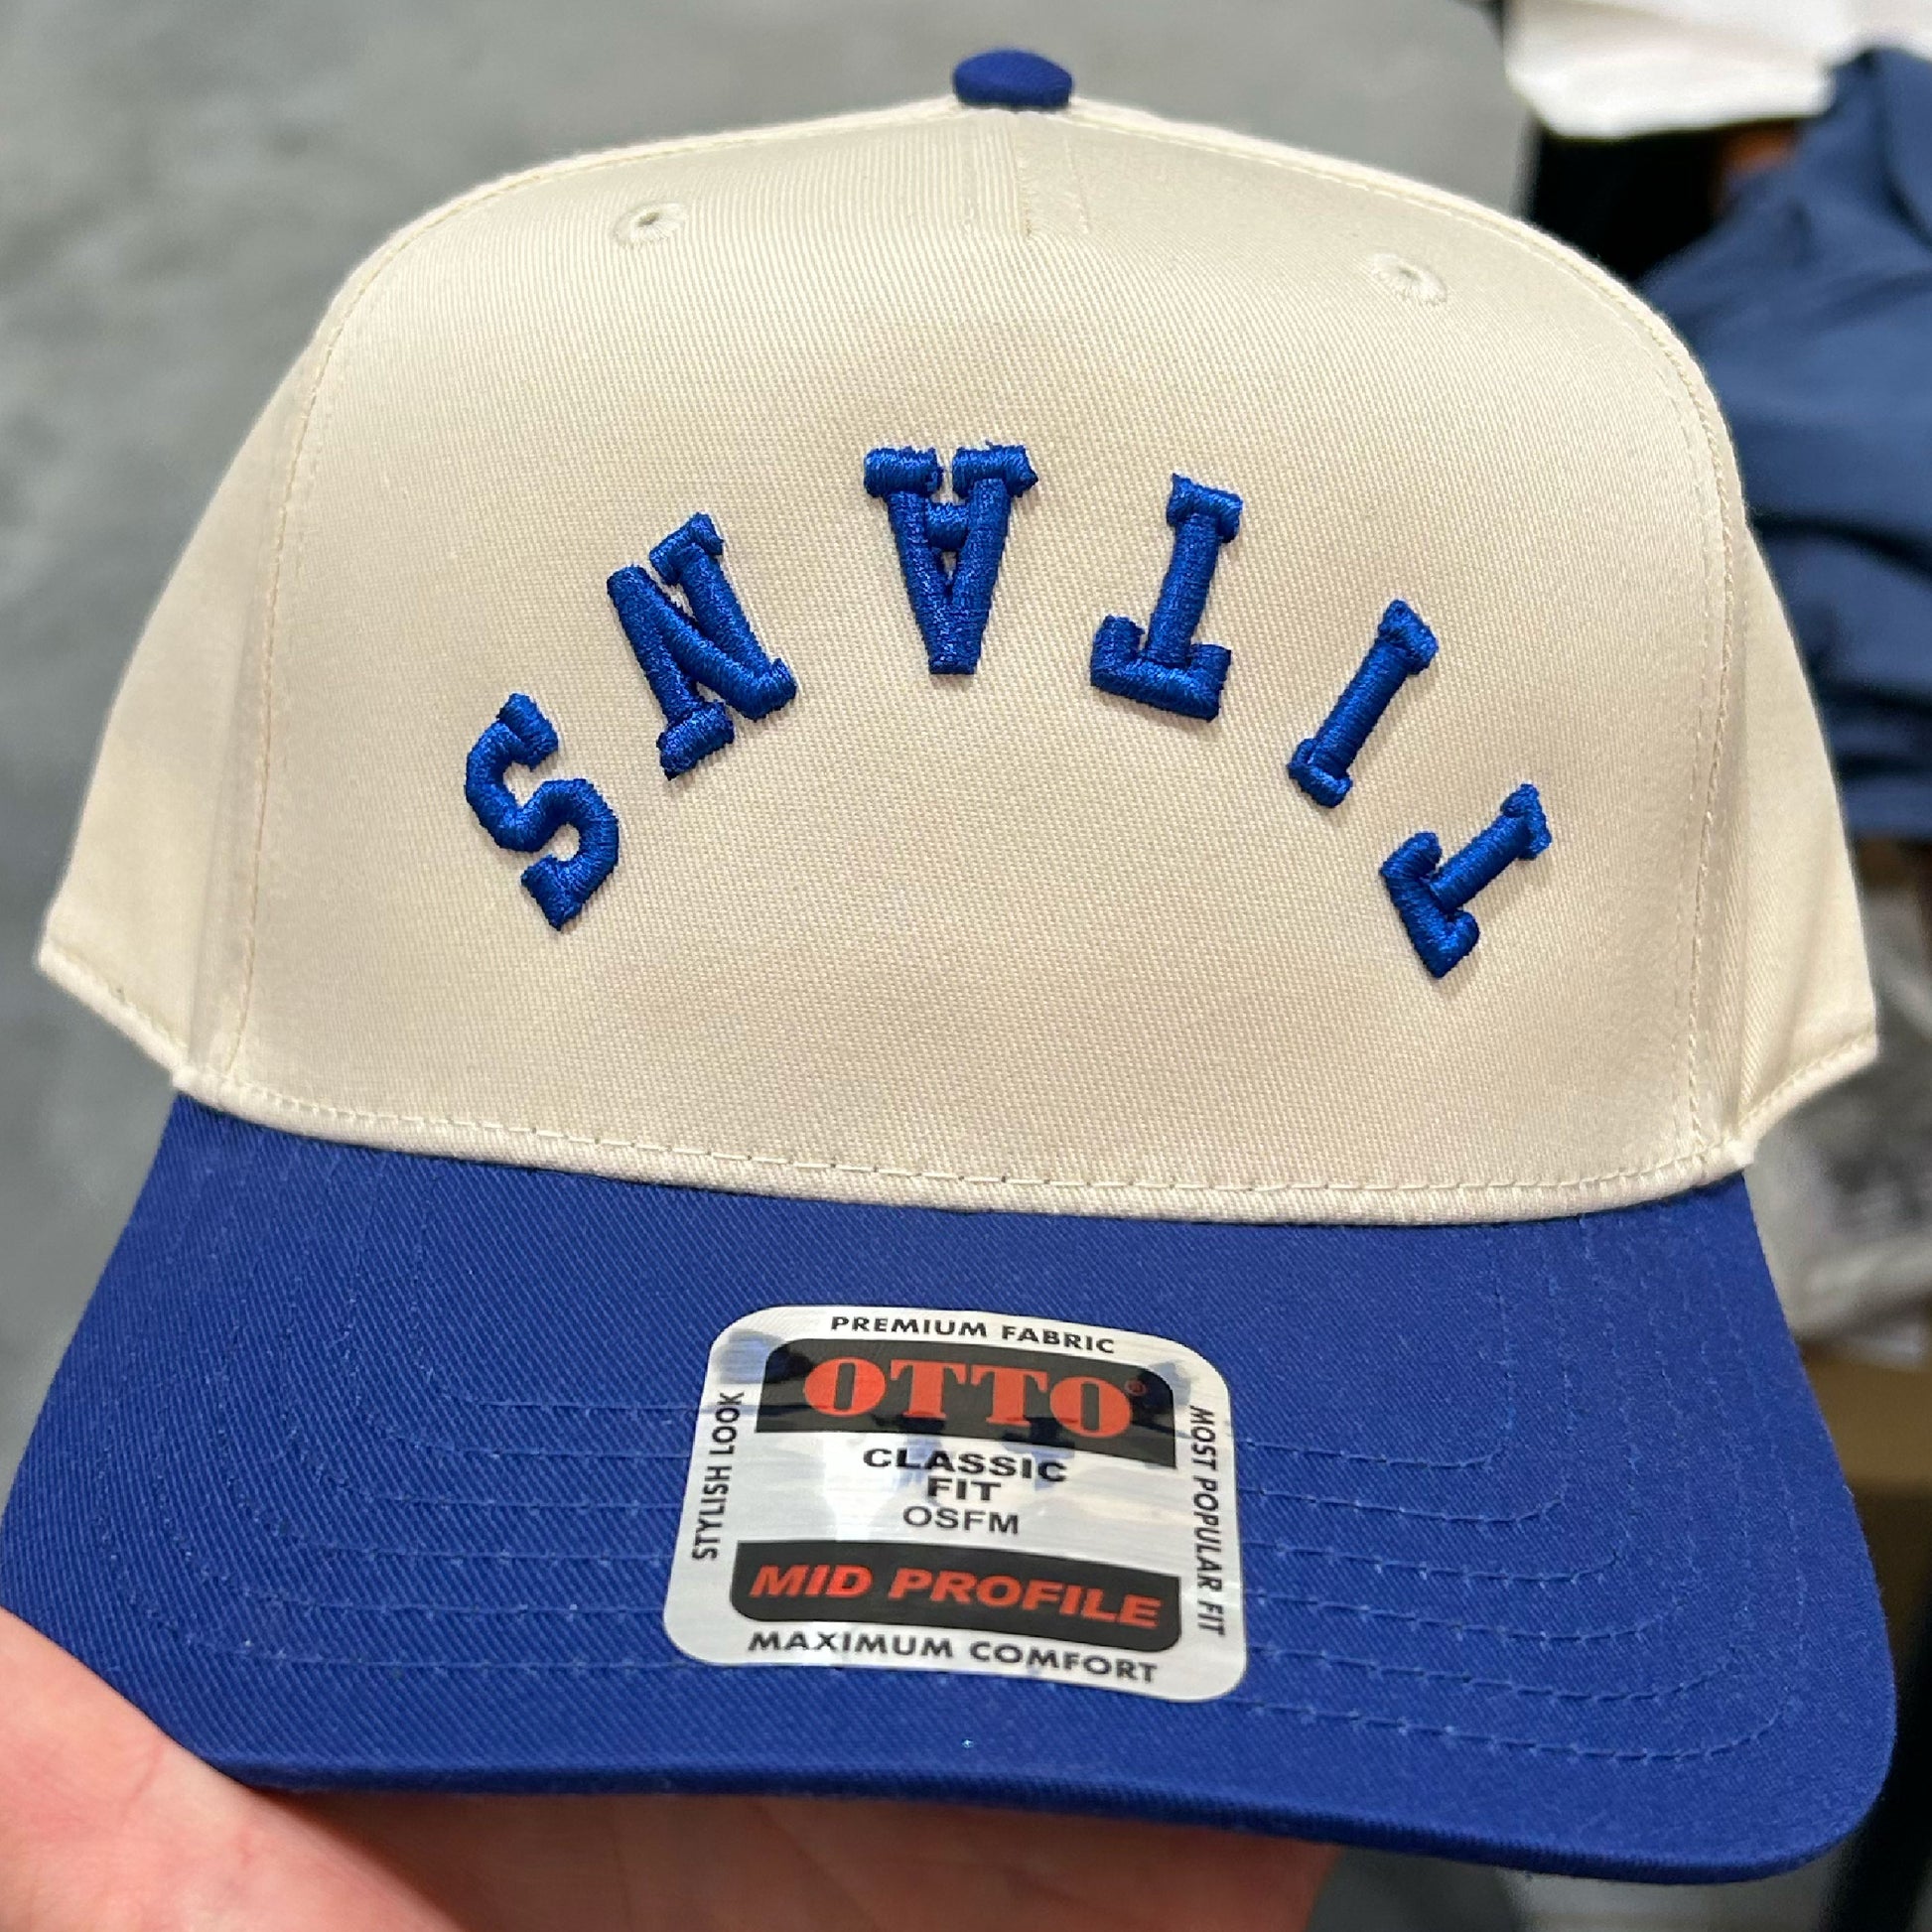 TITANS
PREMIUM FABRIC
OTTO®
CLASSIC
FIT
OSFM
MID PROFILE
MAXIMUM COMFORT
STYLISH LOOK
MOST POPULAR FIT